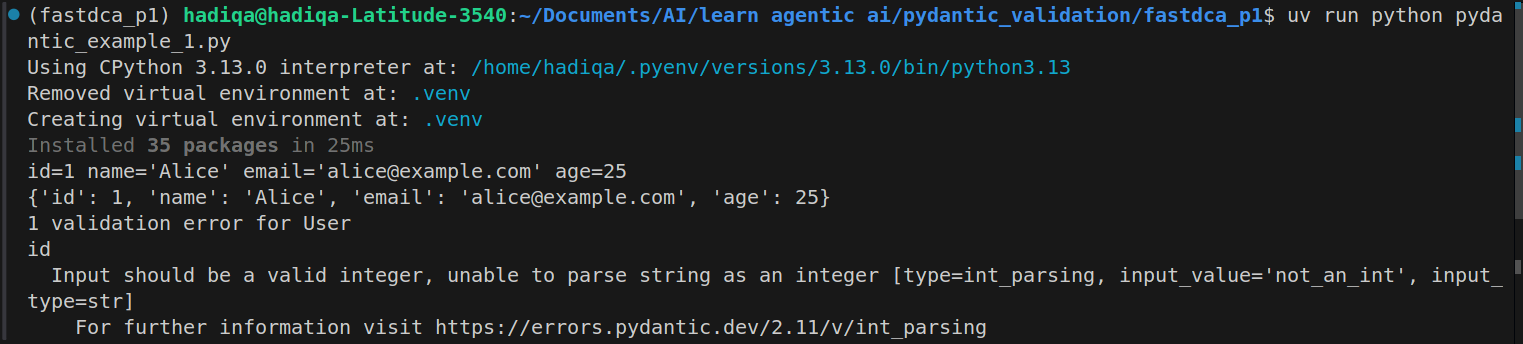 (fastdca_p1) hadiqa@hadiqa-Latitude-3540:~/Documents/AI/learn agentic ai/pydantic_validation/fastdca_p1$ uv run python pyda
ntic_example_1.py
Using CPython 3.13.0 interpreter at: /home/hadiqa/.pyenv/versions/3.13.0/bin/python3.13
Removed virtual environment at: .venv
Creating virtual environment at: .venv
Installed 35 packages in 25ms
id=1 name='Alice' email='alice@example.com' age=25
{'id': 1, 'name': 'Alice', 'email': 'alice@example.com', 'age': 25}
1 validation error for User
id
  Input should be a valid integer, unable to parse string as an integer [type=int_parsing, input_value='not_an_int', input_
type=str]
    For further information visit https://errors.pydantic.dev/2.11/v/int_parsing